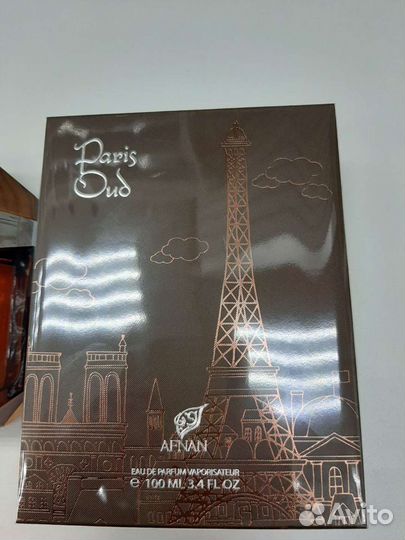 Paris
Oud
AFNAN
EAU DE PARFUM VAPORISATEUR
℮ 100 ML 3.4 FL OZ
Avito